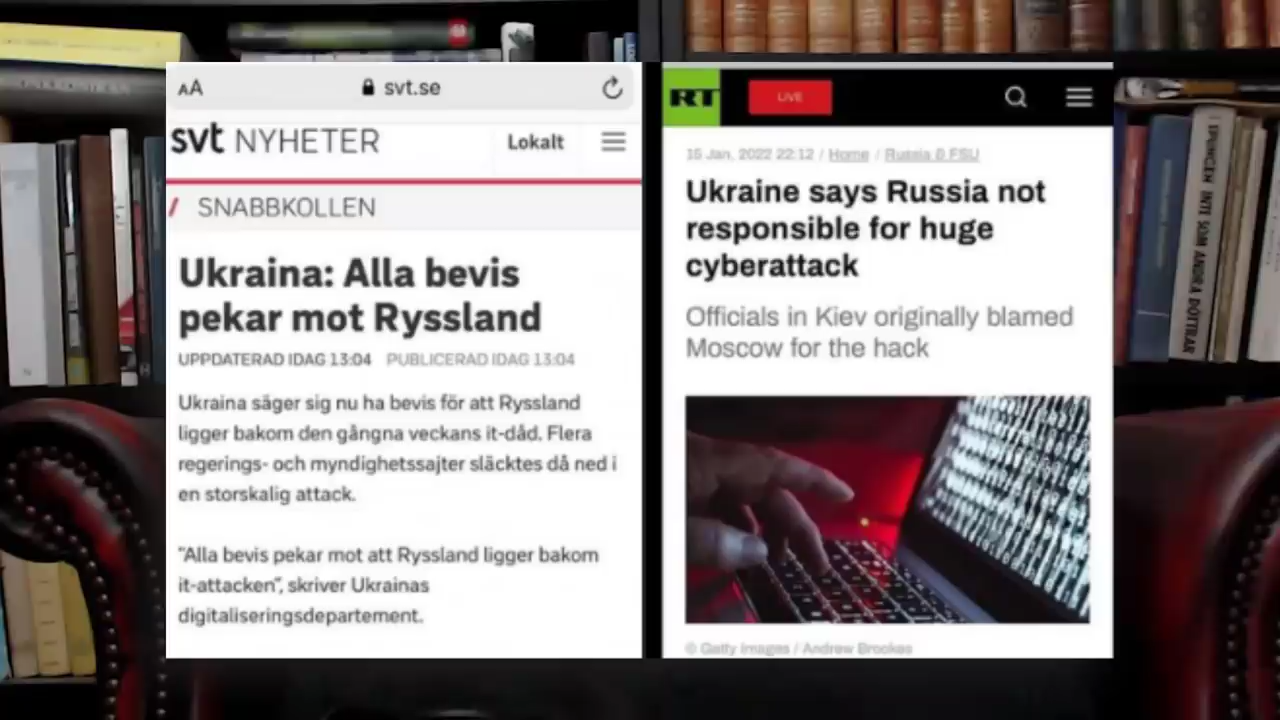 AA
svt.se
svt NYHETER
Lokalt
/ SNABBKOLLEN
Ukraina: Alla bevis
pekar mot Ryssland
UPPDATERAD IDAG 13:04 PUBLICERAD IDAG 13:04
Ukraina säger sig nu ha bevis för att Ryssland
ligger bakom den gångna veckans it-dåd. Flera
regerings- och myndighetssajter släcktes då ned i
en storskalig attack.
"Alla bevis pekar mot att Ryssland ligger bakom
it-attacken", skriver Ukrainas
digitaliseringsdepartement.
RT
LIVE
15 Jan, 2022 22:12 / Home / Russia & FSU
Ukraine says Russia not
responsible for huge
cyberattack
Officials in Kiev originally blamed
Moscow for the hack
© Getty Images / Andrew Brookes
INTE SOM ANDRA DÖTTRAR